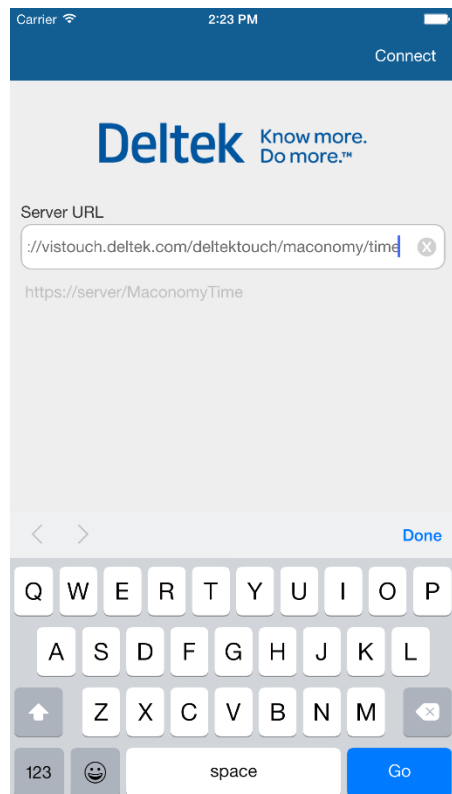 Carrier 2:23 PM
Connect
Deltek Know more.
Do more.™
Server URL
://vistouch.deltek.com/deltektouch/maconomy/time
https://server/MaconomyTime
Done
Q W E R T Y U I O P
A S D F G H J K L
Z X C V B N M
123 space Go